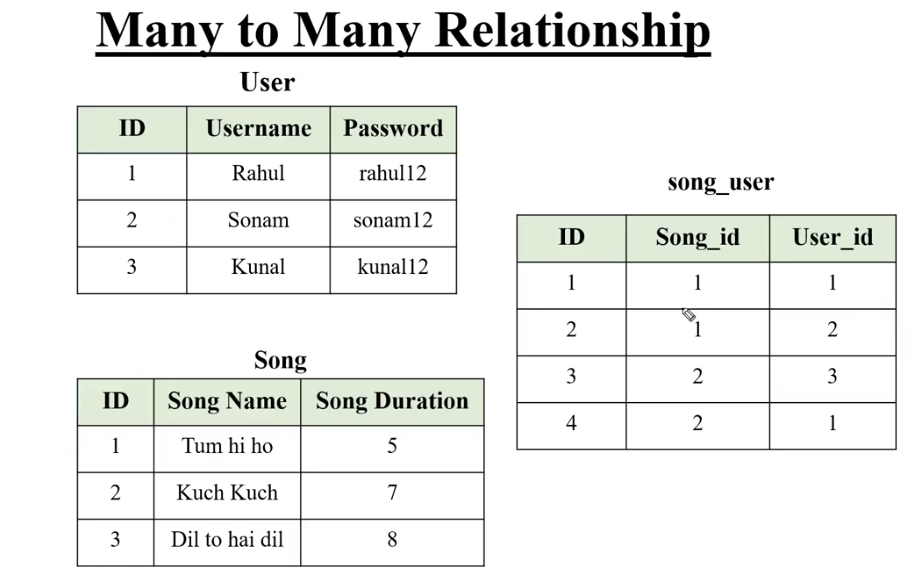 Many to Many Relationship
User
ID Username Password
1 Rahul rahul12
2 Sonam sonam12
3 Kunal kunal12
song_user
ID Song_id User_id
1 1 1
2 1 2
3 2 3
4 2 1
Song
ID Song Name Song Duration
1 Tum hi ho 5
2 Kuch Kuch 7
3 Dil to hai dil 8